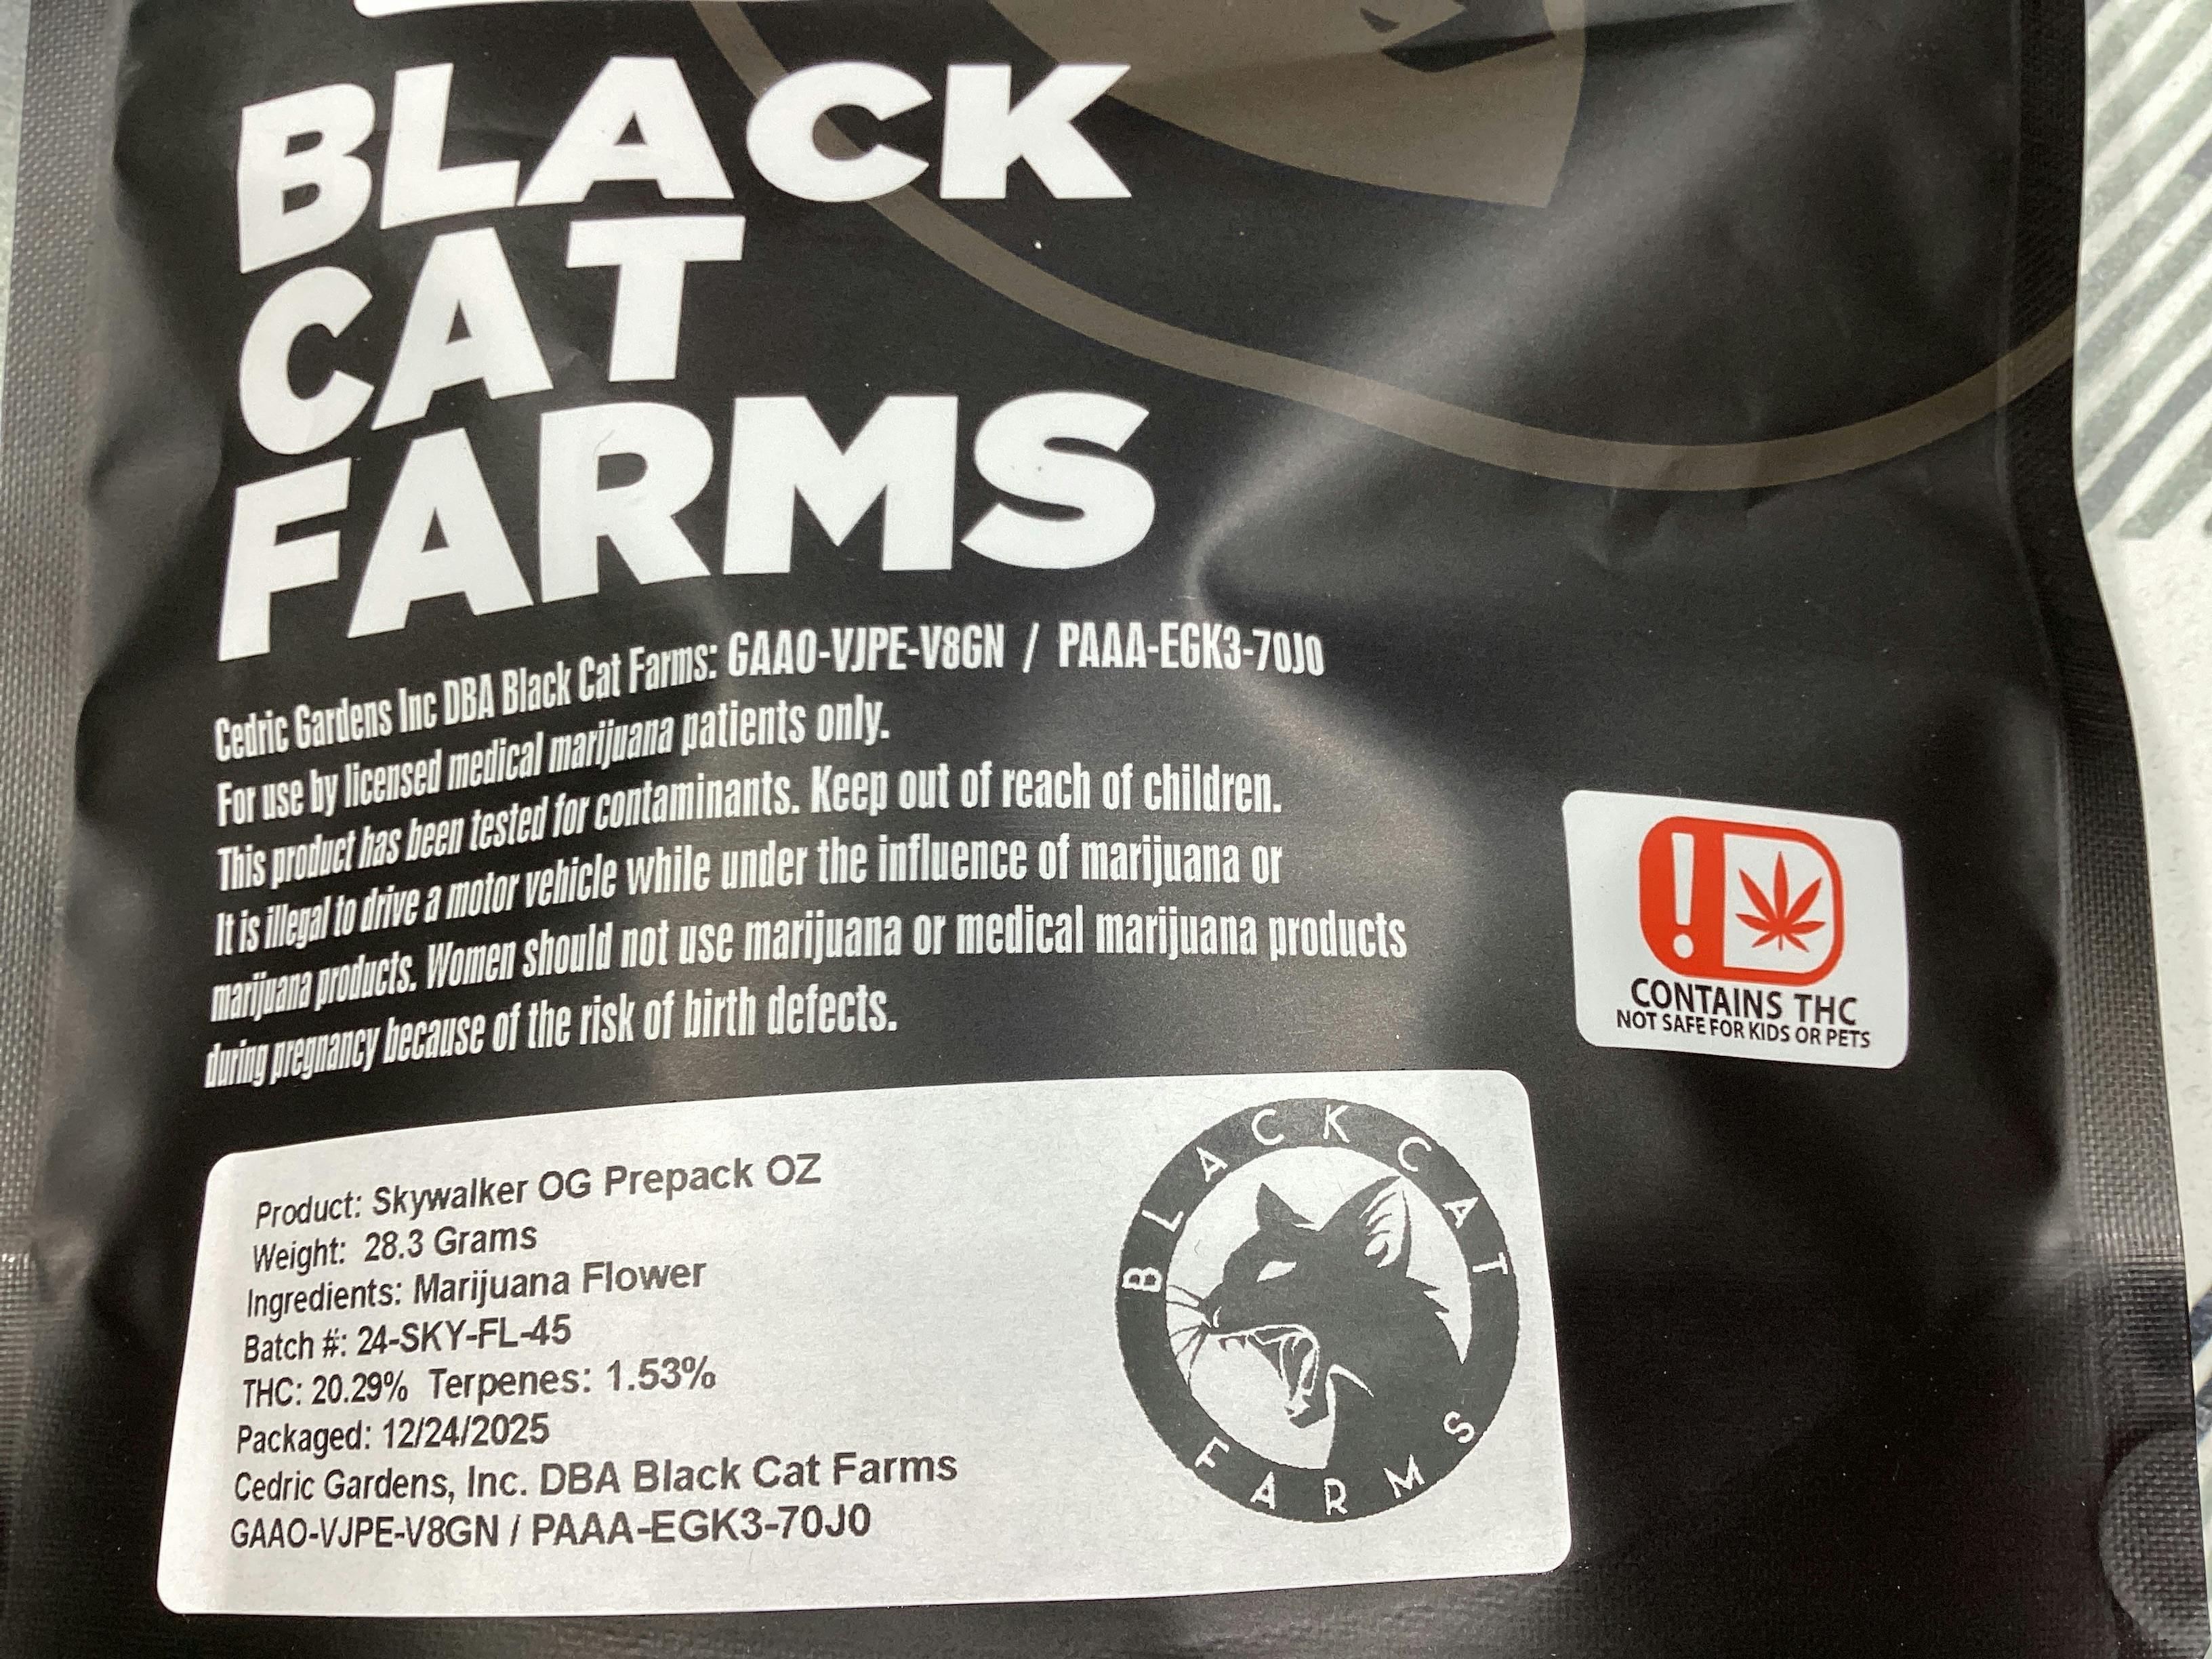 BLACK
CAT
FARMS
Cedric Gardens Inc DBA Black Cat Farms: GAAO-VJPE-V8GN / PAAA-EGK3-70J0
For use by licensed medical marijuana patients only.
This product has been tested for contaminants. Keep out of reach of children.
It is illegal to drive a motor vehicle while under the influence of marijuana or
marijuana products. Women should not use marijuana or medical marijuana products
during pregnancy because of the risk of birth defects.
!
CONTAINS THC
NOT SAFE FOR KIDS OR PETS
Product: Skywalker OG Prepack OZ
Weight: 28.3 Grams
Ingredients: Marijuana Flower
Batch #: 24-SKY-FL-45
THC: 20.29% Terpenes: 1.53%
Packaged: 12/24/2025
Cedric Gardens, Inc. DBA Black Cat Farms
GAAO-VJPE-V8GN / PAAA-EGK3-70J0
BLACK CAT
FARMS